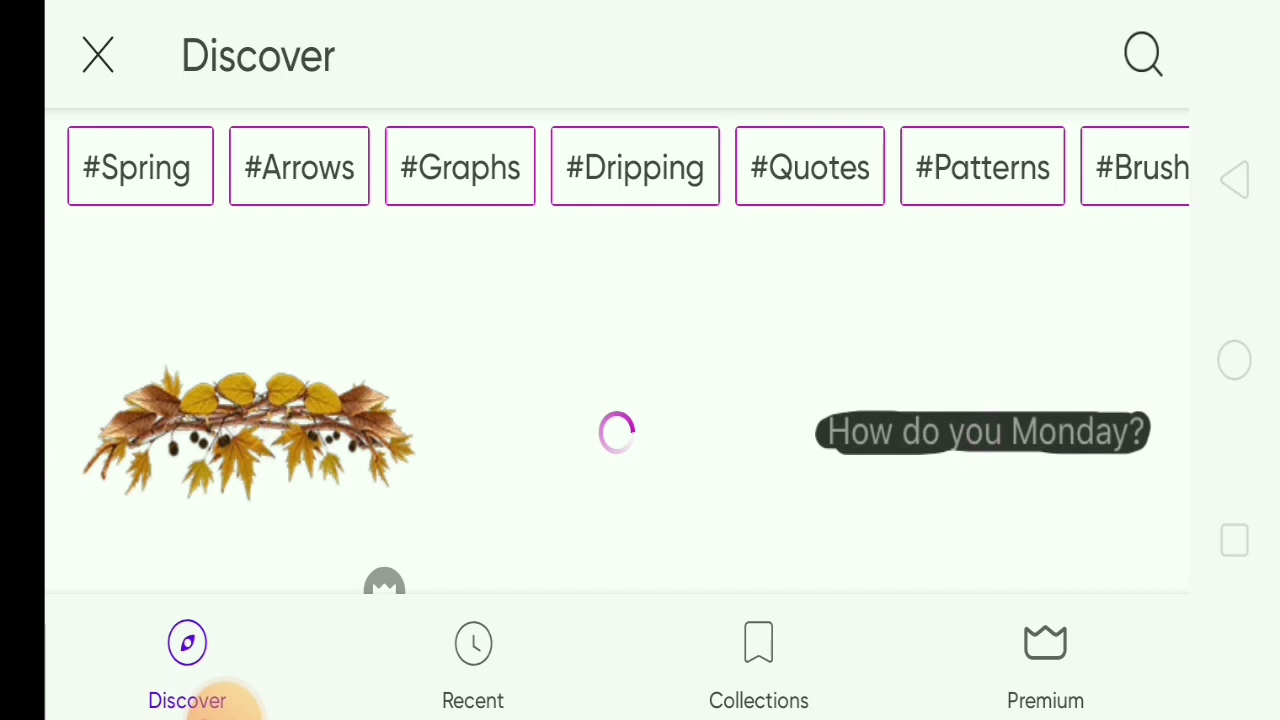 Discover
#Spring #Arrows #Graphs #Dripping #Quotes #Patterns #Brush
How do you Monday?
Discover Recent Collections Premium